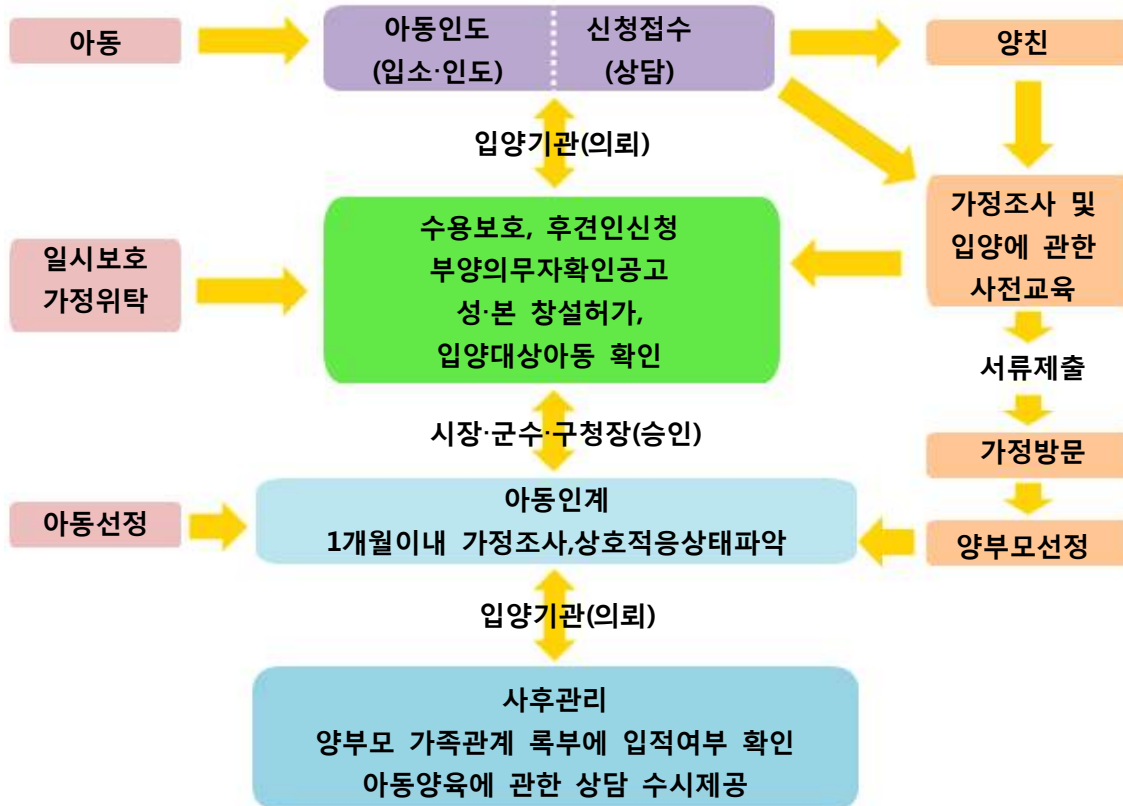 아동
아동인도
(입소·인도)
신청접수
(상담)
양친
입양기관(의뢰)
일시보호
가정위탁
수용보호, 후견인신청
부양의무자확인공고
성·본 창설허가,
입양대상아동 확인
가정조사 및
입양에 관한
사전교육
서류제출
시장·군수·구청장(승인)
가정방문
아동선정
아동인계
1개월이내 가정조사,상호적응상태파악
양부모선정
입양기관(의뢰)
사후관리
양부모 가족관계 록부에 입적여부 확인
아동양육에 관한 상담 수시제공